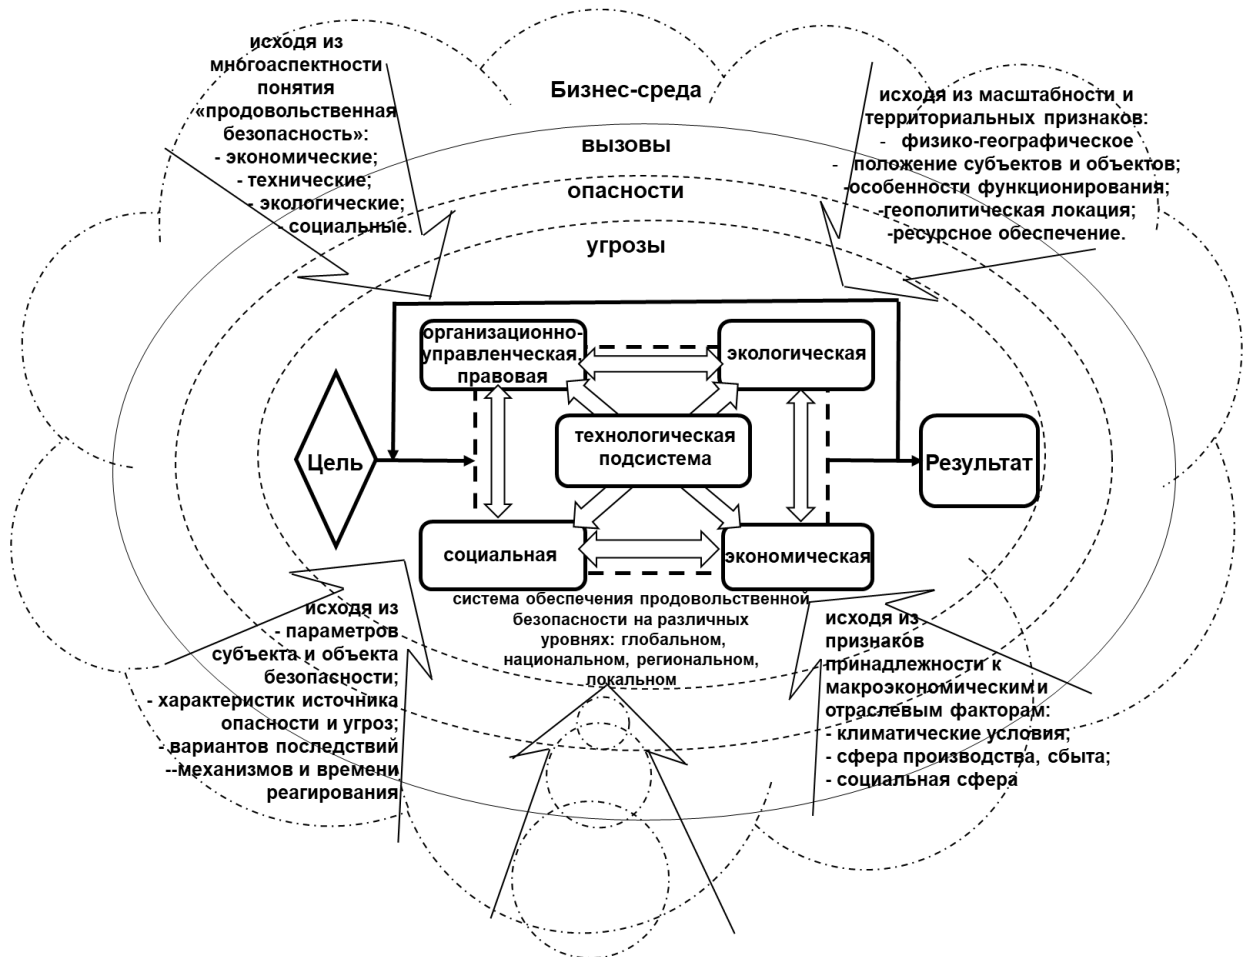 исходя из
многоаспектности
понятия
«продовольственная
безопасность»:
- экономические;
- технические;
- экологические;
- социальные.
Бизнес-среда
вызовы
опасности
угрозы
исходя из масштабности и
территориальных признаков:
- физико-географическое
- положение субъектов и объектов;
-особенности функционирования;
-геополитическая локация;
-ресурсное обеспечение.
организационно-
управленческая,
правовая
экологическая
технологическая
подсистема
Цель
Результат
социальная
экономическая
система обеспечения продовольственной
безопасности на различных
уровнях: глобальном,
национальном, региональном,
локальном
исходя из
- параметров
субъекта и объекта
безопасности;
- характеристик источника
опасности и угроз;
- вариантов последствий
--механизмов и времени
реагирования
исходя из
признаков
принадлежности к
макроэкономическим и
отраслевым факторам:
- климатические условия;
- сфера производства, сбыта;
- социальная сфера